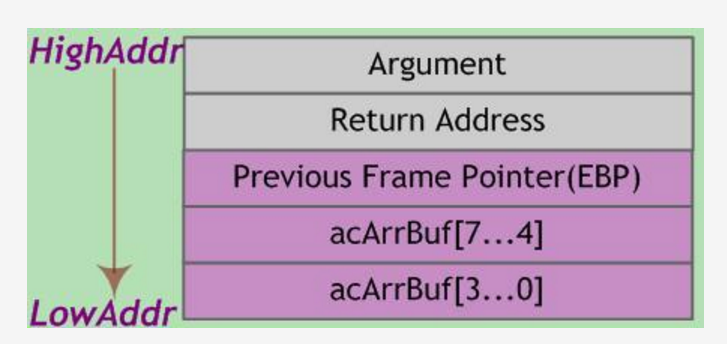 HighAddr
Argument
Return Address
Previous Frame Pointer(EBP)
acArrBuf[7...4]
acArrBuf[3...0]
LowAddr